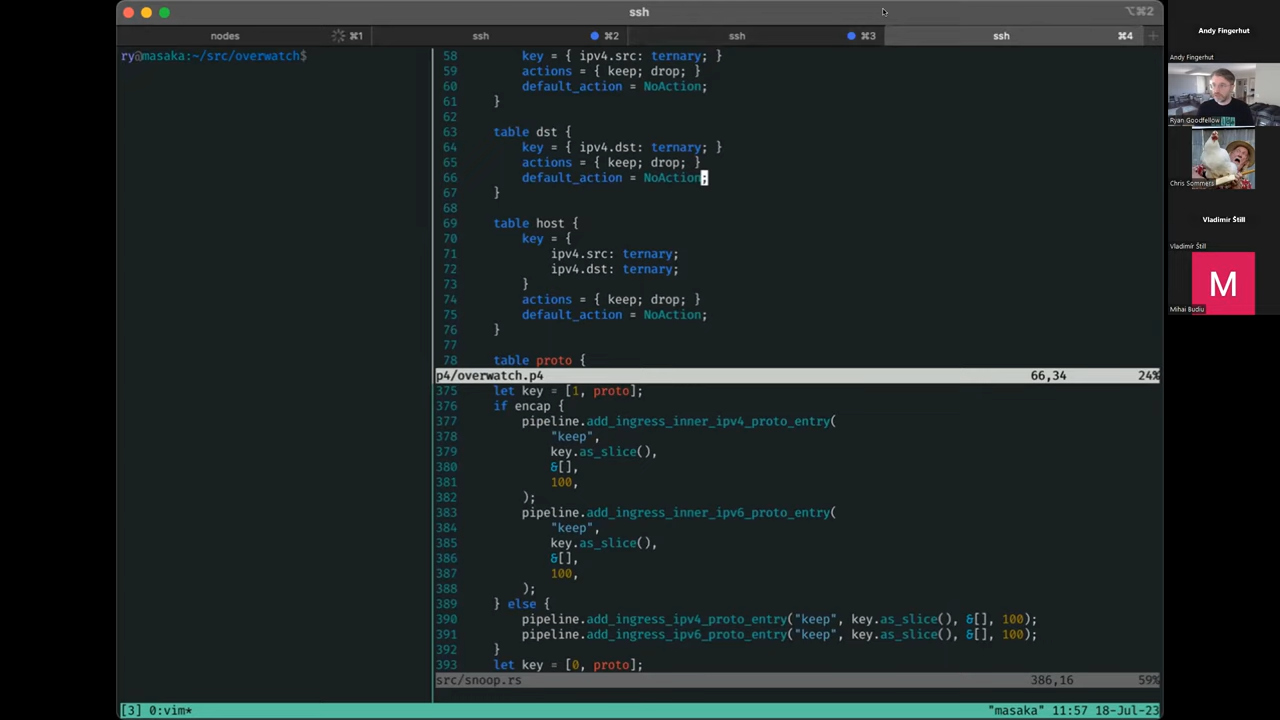 ssh
⌥⌘2
nodes ⌘1
ssh ⌘2
ssh ⌘3
ssh ⌘4
ry@masaka:~/src/overwatch$
58 key = { ipv4.src: ternary; }
59 actions = { keep; drop; }
60 default_action = NoAction;
61 }
62
63 table dst {
64 key = { ipv4.dst: ternary; }
65 actions = { keep; drop; }
66 default_action = NoAction;
67 }
68
69 table host {
70 key = {
71 ipv4.src: ternary;
72 ipv4.dst: ternary;
73 }
74 actions = { keep; drop; }
75 default_action = NoAction;
76 }
77
78 table proto {
p4/overwatch.p4 66,34 24%
375 let key = [1, proto];
376 if encap {
377 pipeline.add_ingress_inner_ipv4_proto_entry(
378 "keep",
379 key.as_slice(),
380 &[],
381 100,
382 );
383 pipeline.add_ingress_inner_ipv6_proto_entry(
384 "keep",
385 key.as_slice(),
386 &[],
387 100,
388 );
389 } else {
390 pipeline.add_ingress_ipv4_proto_entry("keep", key.as_slice(), &[], 100);
391 pipeline.add_ingress_ipv6_proto_entry("keep", key.as_slice(), &[], 100);
392 }
393 let key = [0, proto];
src/snoop.rs 386,16 59%
[3] 0:vim* "masaka" 11:57 18-Jul-23
Andy Fingerhut
Andy Fingerhut
Ryan Goodfellow
Chris Sommers
Vladimír Štill
Vladimír Štill
M
Mihai Budiu